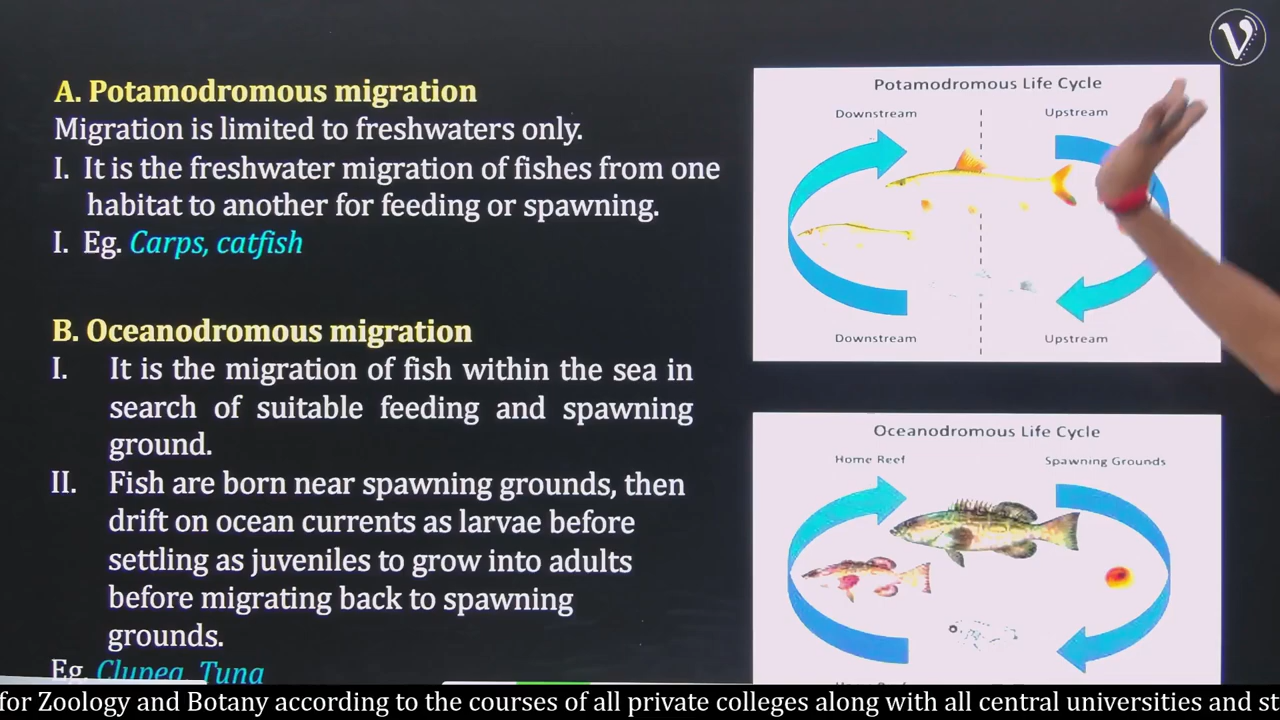 A. Potamodromous migration
Migration is limited to freshwaters only.
I. It is the freshwater migration of fishes from one
habitat to another for feeding or spawning.
I. Eg. Carps, catfish
B. Oceanodromous migration
I. It is the migration of fish within the sea in
search of suitable feeding and spawning
ground.
II. Fish are born near spawning grounds, then
drift on ocean currents as larvae before
settling as juveniles to grow into adults
before migrating back to spawning
grounds.
Eg. Clupea, Tuna
Potamodromous Life Cycle
Downstream Upstream
Downstream Upstream
Oceanodromous Life Cycle
Home Reef Spawning Grounds
V
for Zoology and Botany according to the courses of all private colleges along with all central universities and st